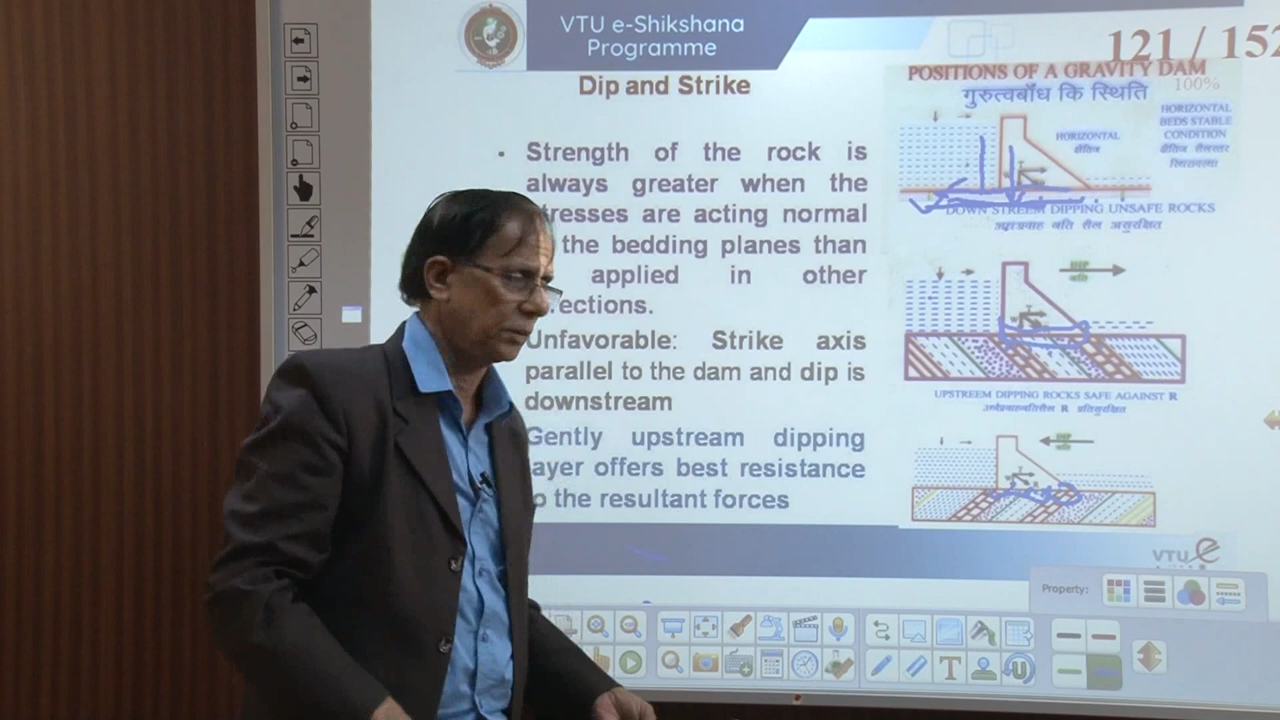 VTU e-Shikshana
Programme
121 / 152
Dip and Strike
Strength of the rock is
always greater when the
tresses are acting normal
the bedding planes than
applied in other
ections.
Unfavorable: Strike axis
parallel to the dam and dip is
downstream
Gently upstream dipping
ayer offers best resistance
o the resultant forces
POSITIONS OF A GRAVITY DAM
100%
गुरुत्वबाँध कि स्थिति
HORIZONTAL
BEDS STABLE
CONDITION
HORIZONTAL
क्षैतिज
DOWN STREEM DIPPING UNSAFE ROCKS
DIP
UPSTREEM DIPPING ROCKS SAFE AGAINST R
DIP
VTU e
Property: